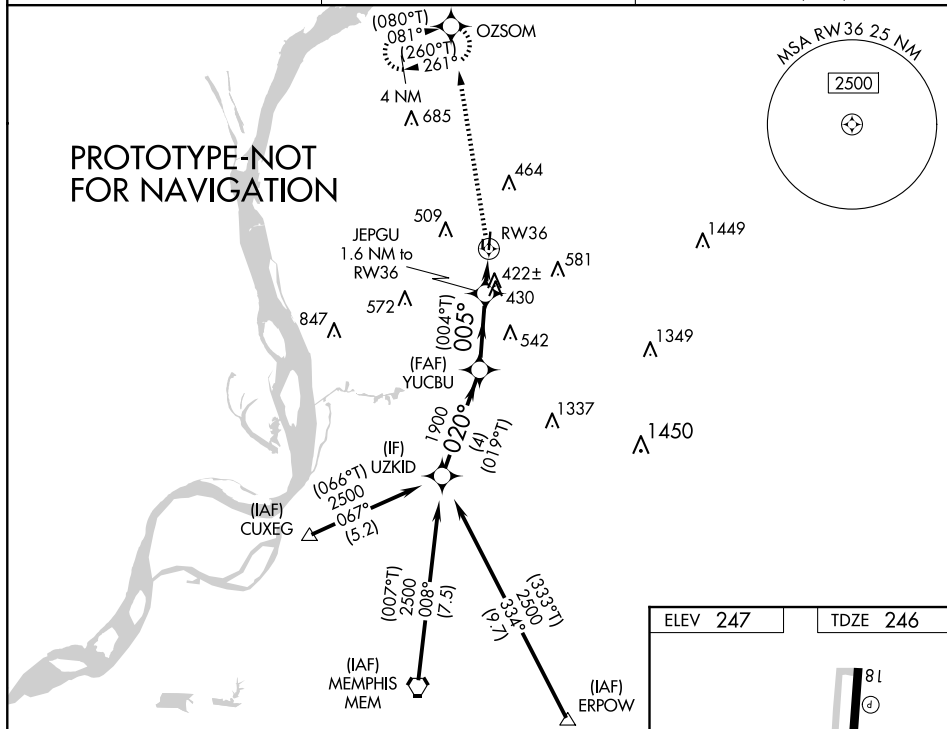 (080°T)
081°
(260°T)
261°
OZSOM
4 NM
MSA RW36 25 NM
2500
685
PROTOTYPE-NOT
FOR NAVIGATION
464
509
RW36
1449
JEPGU
1.6 NM to
RW36
581
422±
430
572
847
(004°T)
005°
542
1349
(FAF)
YUCBU
1900
020°
(4)
(019°T)
1337
1450
(IF)
UZKID
(066°T)
2500
067°
(5.2)
(IAF)
CUXEG
(007°T)
2500
008°
(7.5)
(333°T)
2500
334°
(9.7)
(IAF)
MEMPHIS
MEM
(IAF)
ERPOW
ELEV 247
TDZE 246
18
P